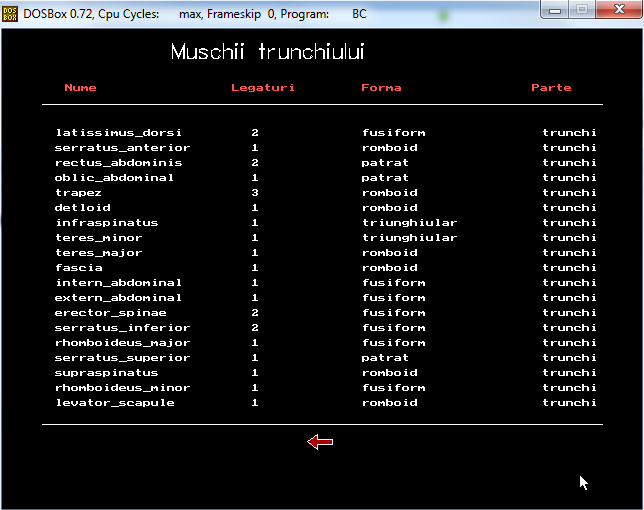 DOS BOX DOSBox 0.72, Cpu Cycles: max, Frameskip 0, Program: BC
Muschii trunchiului
Nume Legaturi Forma Parte
latissimus_dorsi 2 fusiform trunchi
serratus_anterior 1 romboid trunchi
rectus_abdominis 2 patrat trunchi
oblic_abdominal 1 patrat trunchi
trapez 3 romboid trunchi
detloid 1 romboid trunchi
infraspinatus 1 triunghiular trunchi
teres_minor 1 triunghiular trunchi
teres_major 1 romboid trunchi
fascia 1 romboid trunchi
intern_abdominal 1 fusiform trunchi
extern_abdominal 1 fusiform trunchi
erector_spinae 2 fusiform trunchi
serratus_inferior 2 fusiform trunchi
rhomboideus_major 1 fusiform trunchi
serratus_superior 1 patrat trunchi
supraspinatus 1 romboid trunchi
rhomboideus_minor 1 fusiform trunchi
levator_scapule 1 romboid trunchi